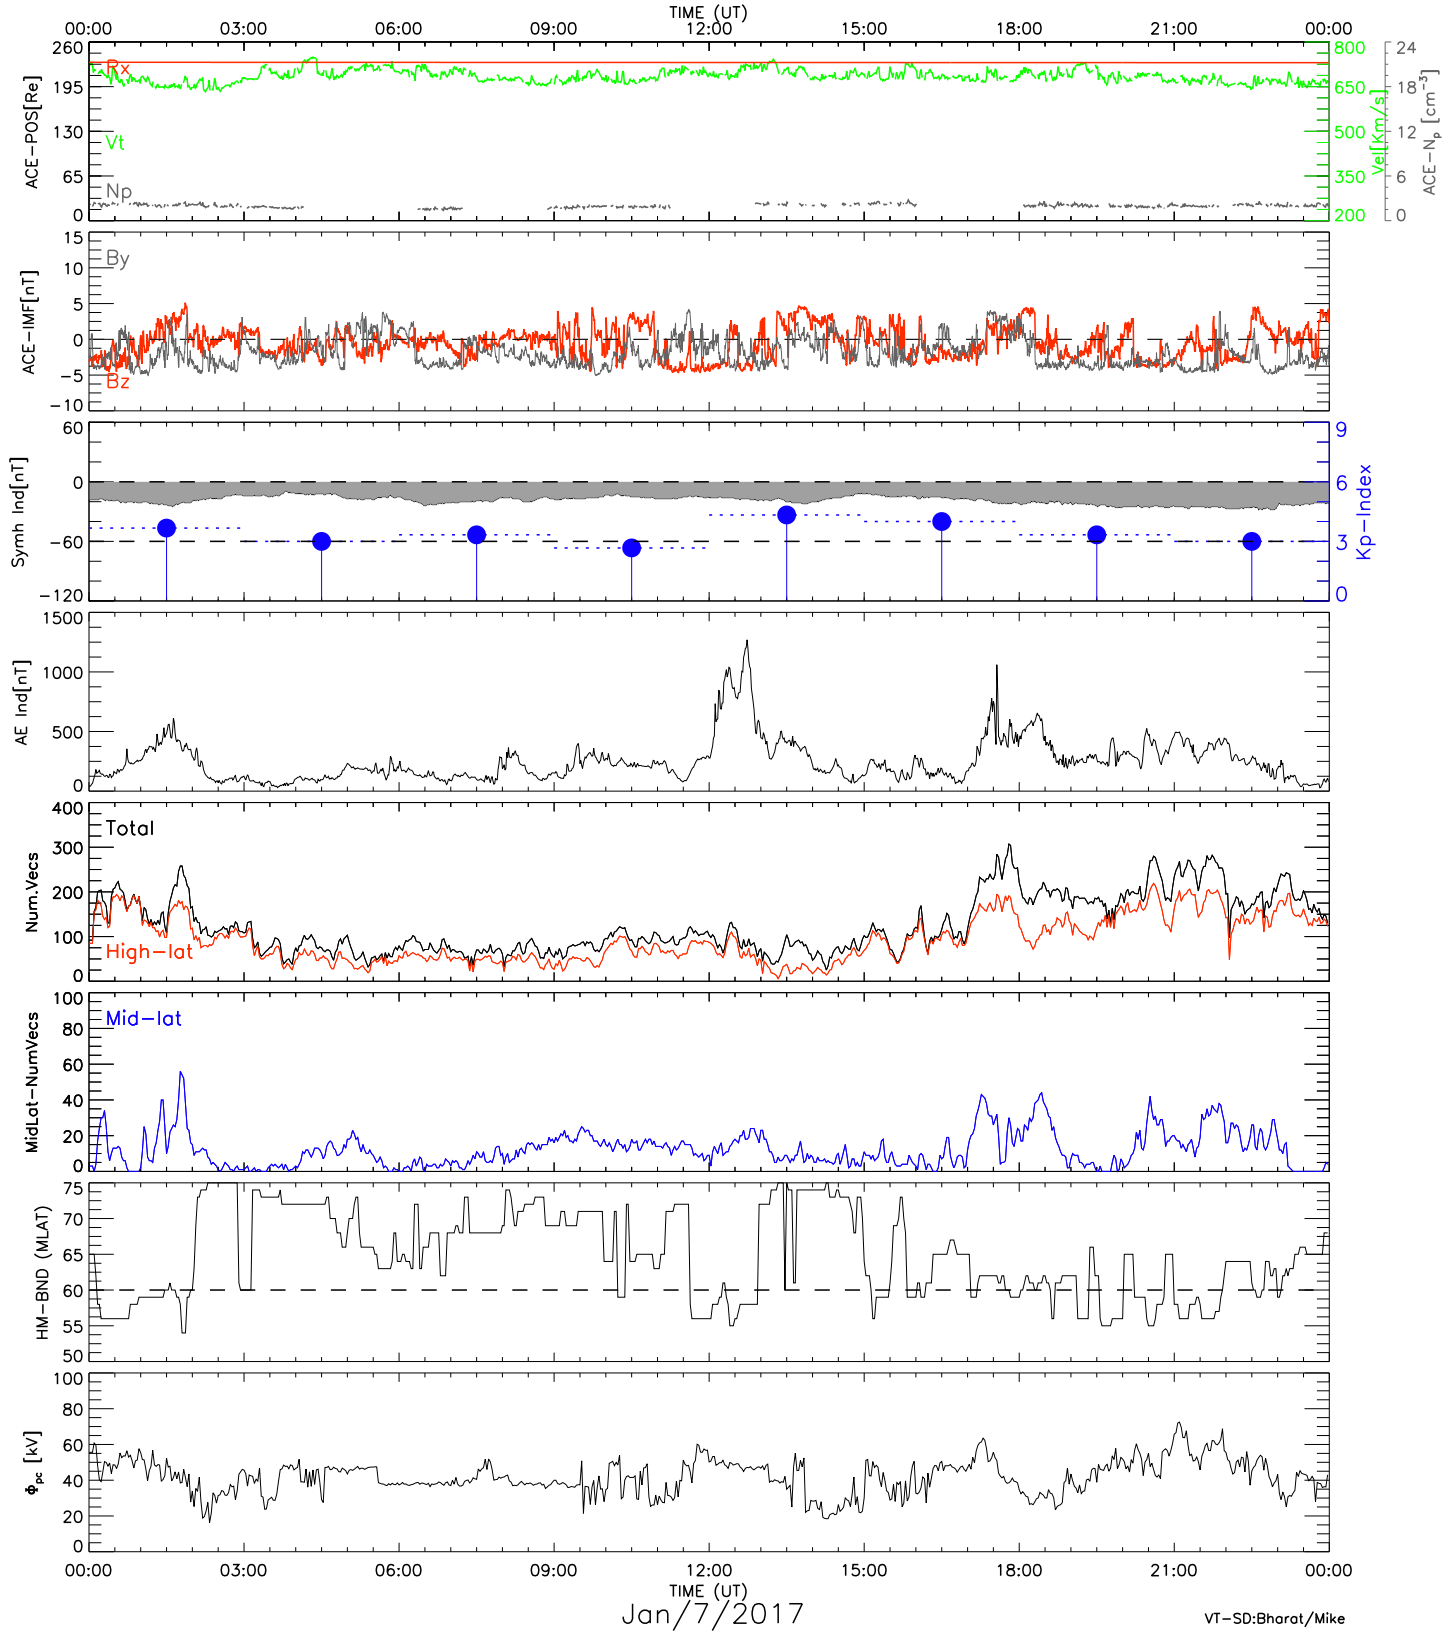 TIME (UT)
00:00 03:00 06:00 09:00 12:00 15:00 18:00 21:00 00:00
260 800 24
Rx
195 650 18
ACE-POS[Re]
130 500 12
Vt
Vel[Km/s]
ACE-Np [cm-3]
65 350 6
Np
0 200 0
15
By
10
5
ACE-IMF[nT]
0
-5
Bz
-10
60 9
0 6
Symh Ind[nT]
Kp-Index
-60 3
-120 0
1500
1000
AE Ind[nT]
500
0
400
Total
300
Num.Vecs
200
100
High-lat
0
100
Mid-lat
80
60
MidLat-NumVecs
40
20
0
75
70
65
HM-BND (MLAT)
60
55
50
100
80
60
Φpc [kV]
40
20
0
00:00 03:00 06:00 09:00 12:00 15:00 18:00 21:00 00:00
TIME (UT)
Jan/7/2017
VT-SD:Bharat/Mike